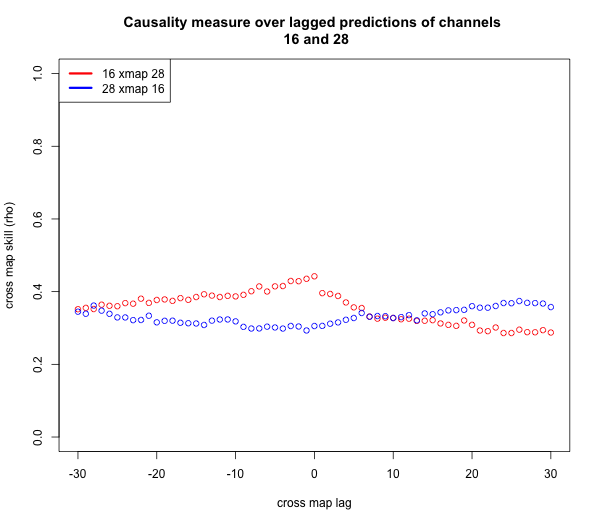 Causality measure over lagged predictions of channels
16 and 28
16 xmap 28
28 xmap 16
cross map skill (rho)
1.0
0.8
0.6
0.4
0.2
0.0
-30 -20 -10 0 10 20 30
cross map lag